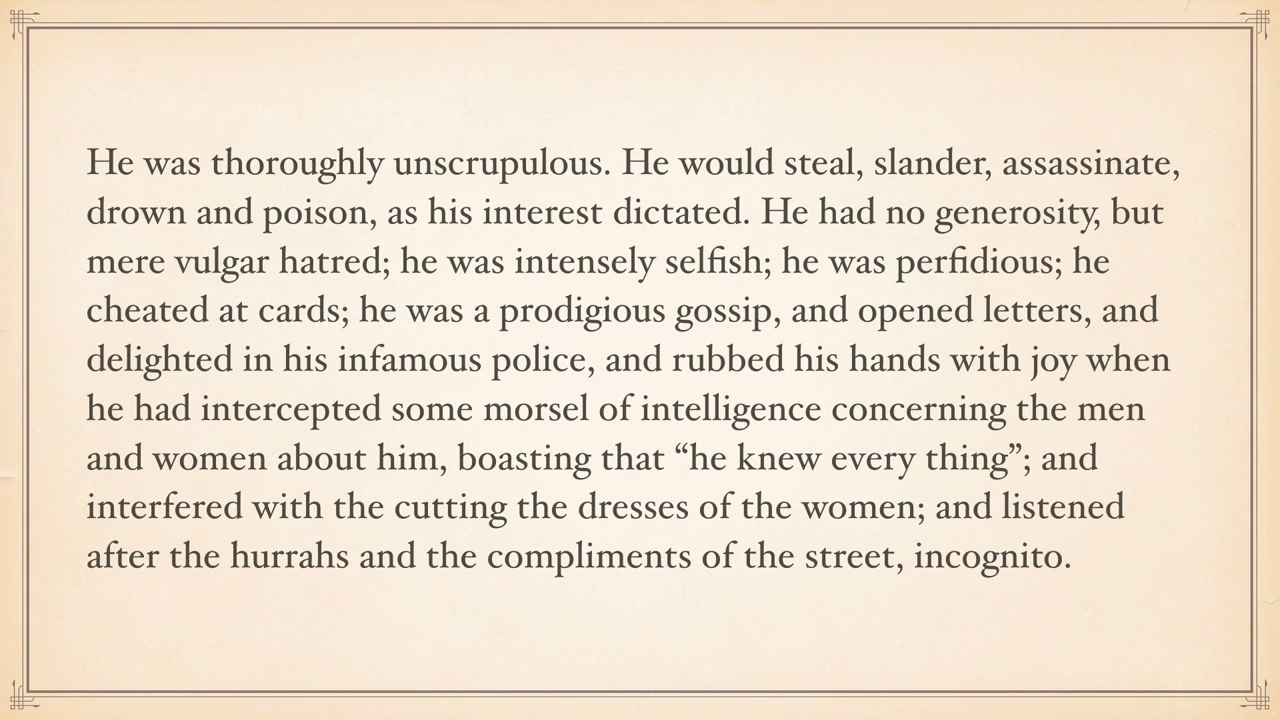 He was thoroughly unscrupulous. He would steal, slander, assassinate,
drown and poison, as his interest dictated. He had no generosity, but
mere vulgar hatred; he was intensely selfish; he was perfidious; he
cheated at cards; he was a prodigious gossip, and opened letters, and
delighted in his infamous police, and rubbed his hands with joy when
he had intercepted some morsel of intelligence concerning the men
and women about him, boasting that “he knew every thing”; and
interfered with the cutting the dresses of the women; and listened
after the hurrahs and the compliments of the street, incognito.